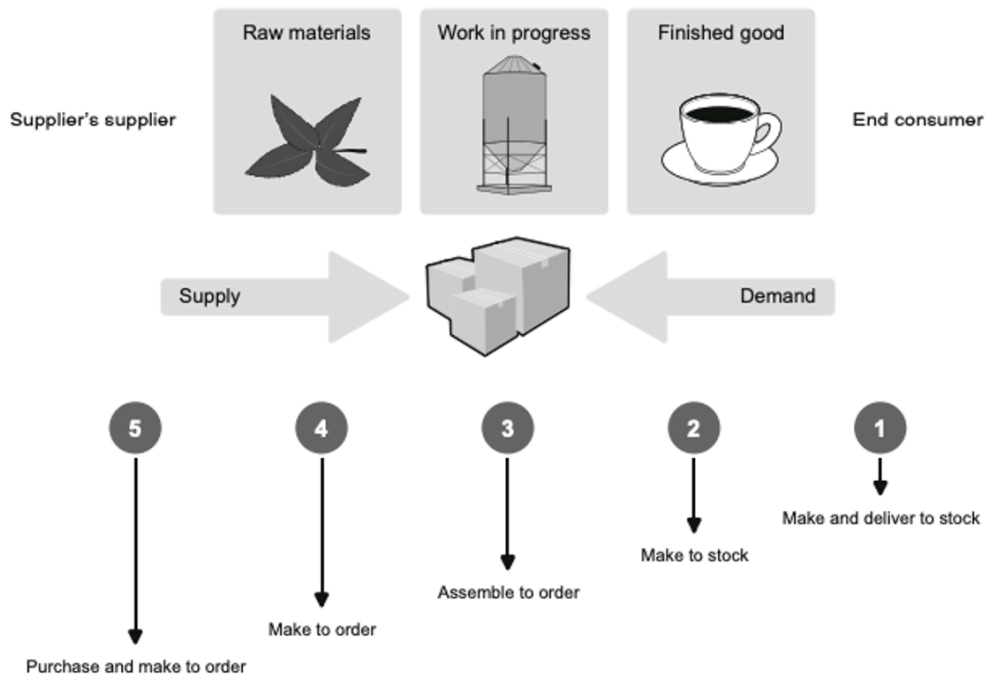 Raw materials
Work in progress
Finished good
Supplier's supplier
End consumer
Supply
Demand
5
4
3
2
1
Make and deliver to stock
Make to stock
Assemble to order
Make to order
Purchase and make to order